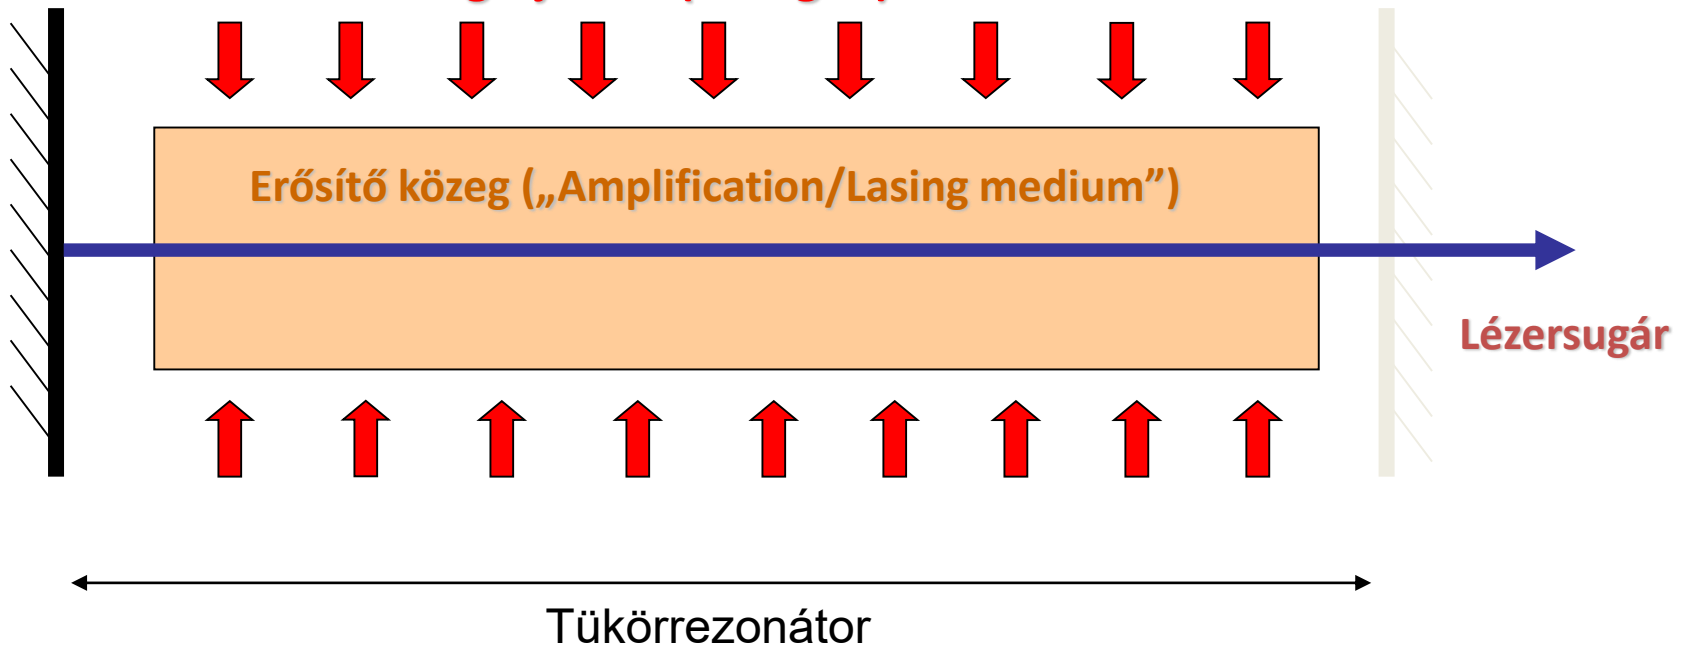 Erősítő közeg („Amplification/Lasing medium”)
Lézersugár
Tükörrezonátor